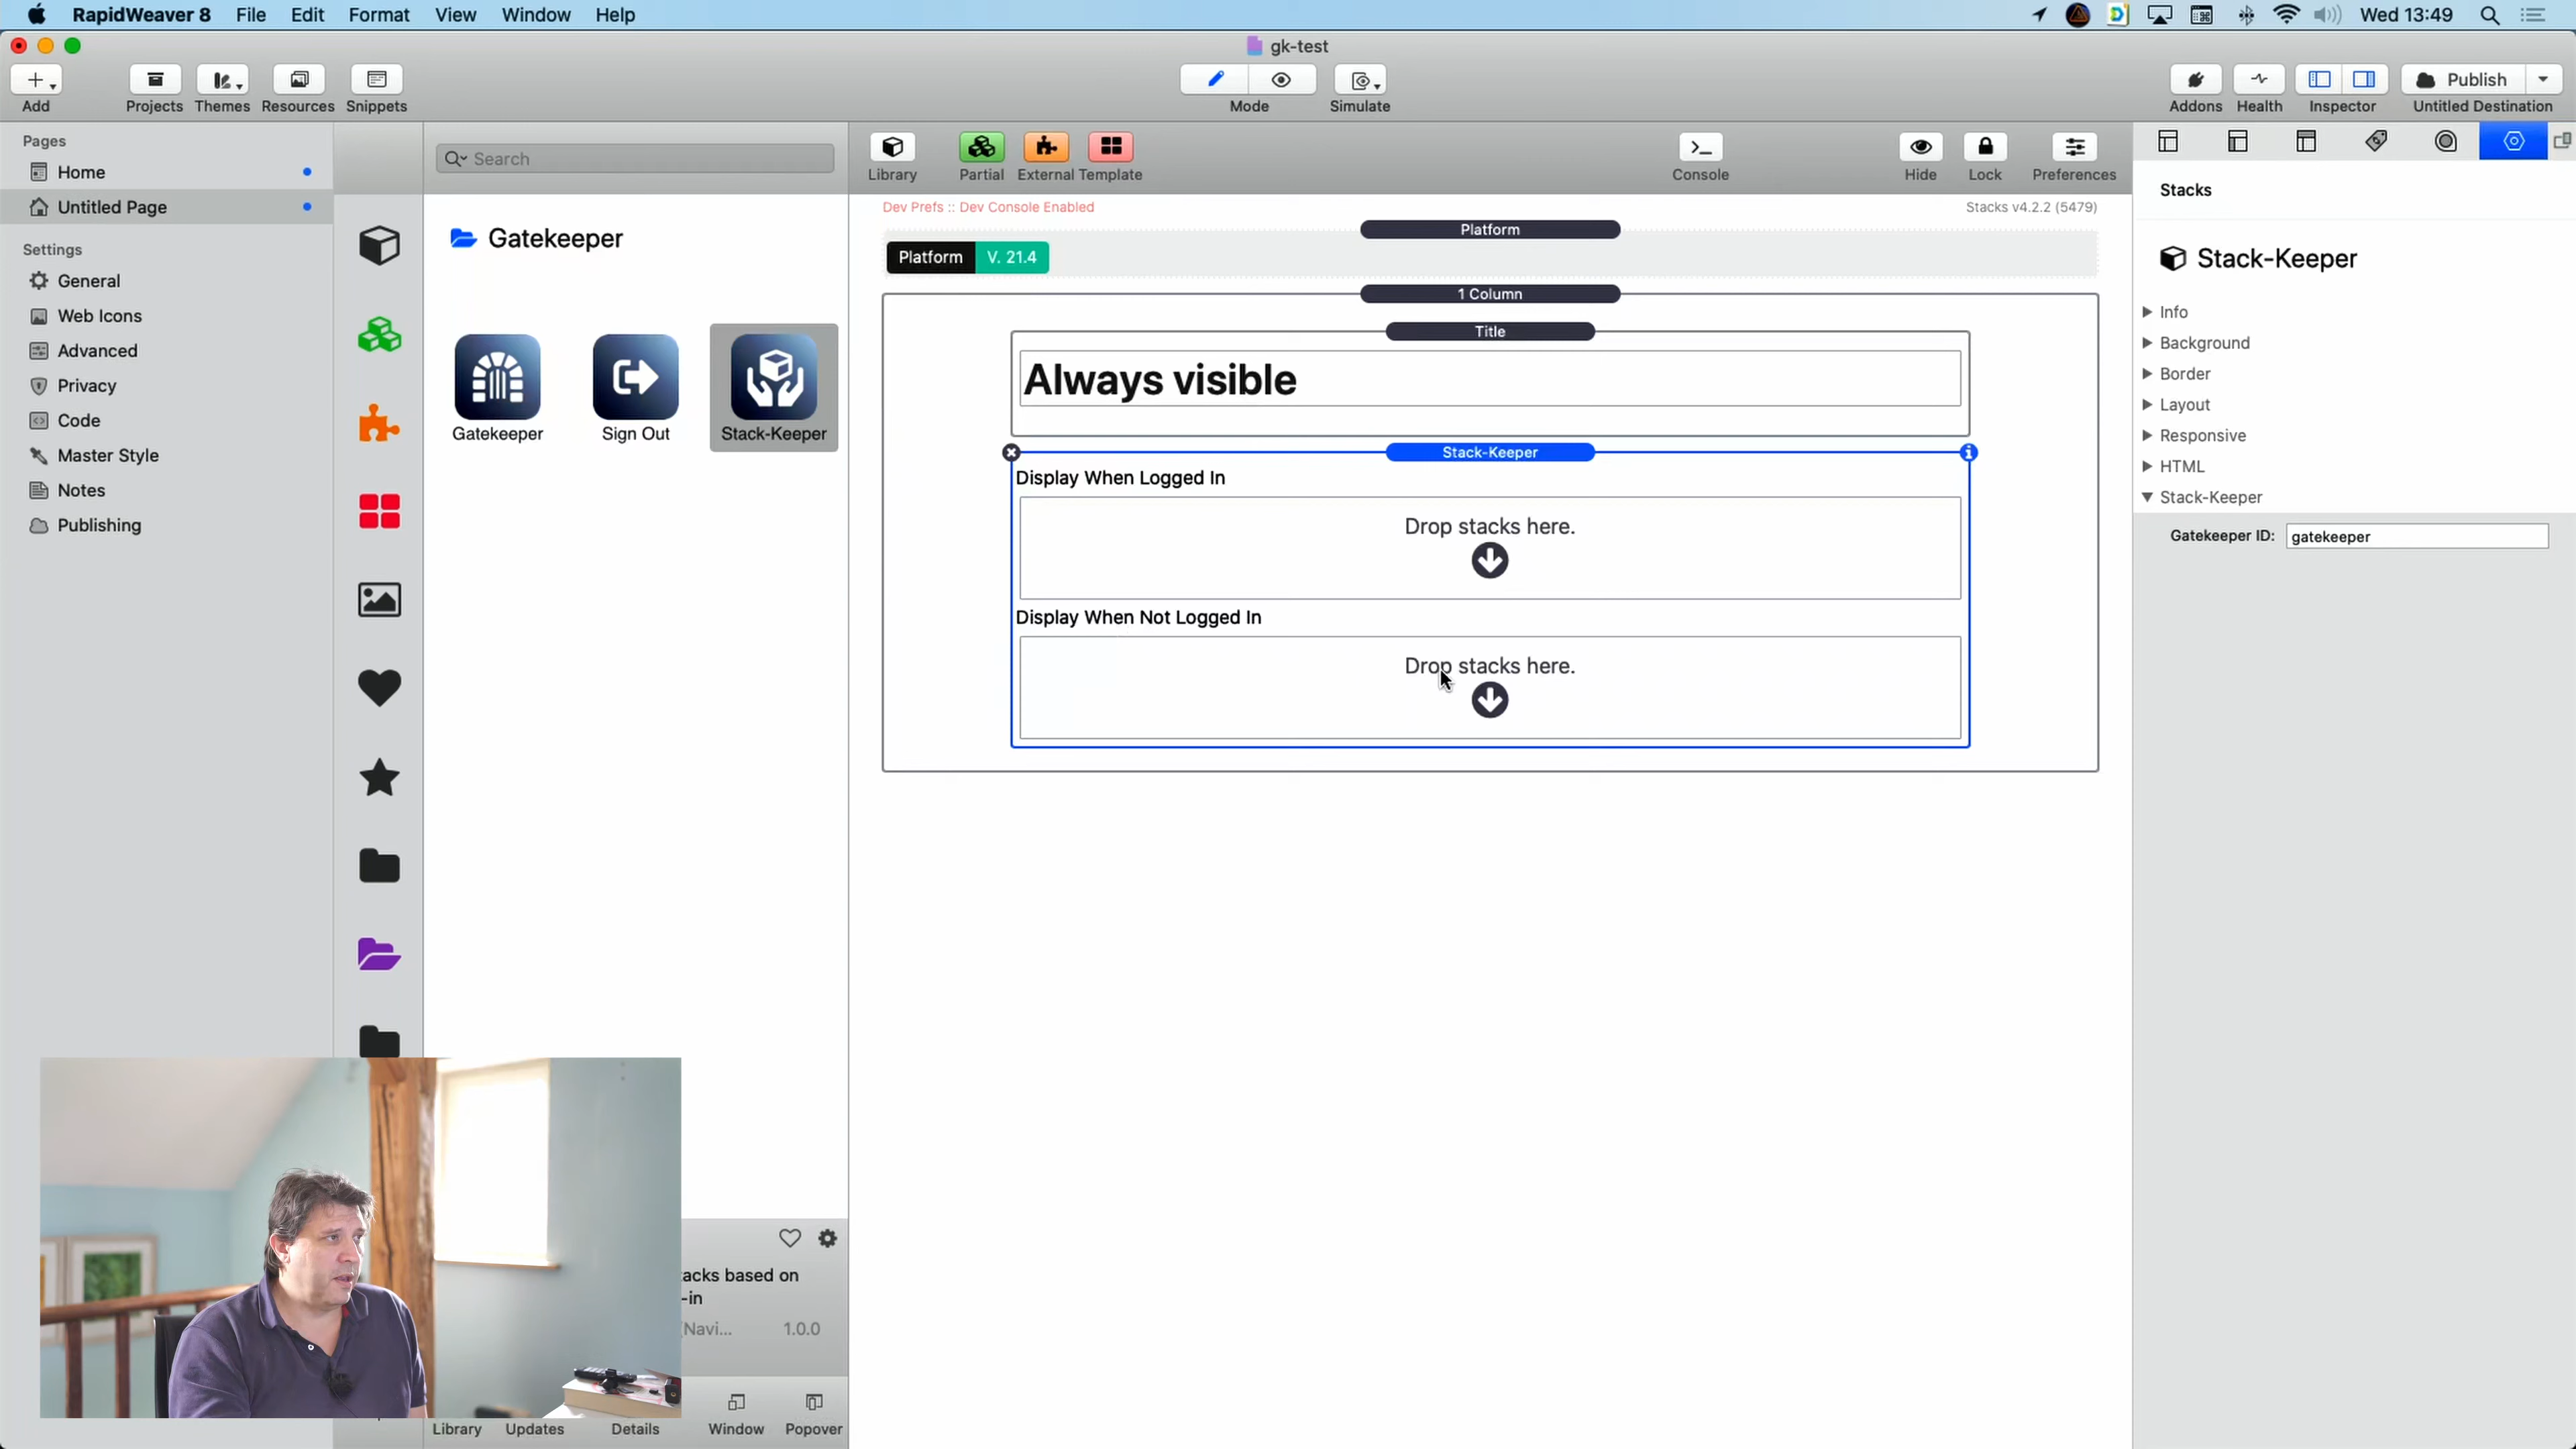 RapidWeaver 8 File Edit Format View Window Help
Wed 13:49
gk-test
Add Projects Themes Resources Snippets
Mode Simulate
Addons Health Inspector Publish
Untitled Destination
Pages
Home
Untitled Page
Settings
General
Web Icons
Advanced
Privacy
Code
Master Style
Notes
Publishing
Search
Gatekeeper
Gatekeeper Sign Out Stack-Keeper
acks based on
-in
(Navi... 1.0.0
Library Updates Details Window Popover
Library Partial External Template Console Hide Lock Preferences
Dev Prefs :: Dev Console Enabled
Stacks v4.2.2 (5479)
Platform
Platform V. 21.4
1 Column
Title
Always visible
Stack-Keeper
Display When Logged In
Drop stacks here.
Display When Not Logged In
Drop stacks here.
Stacks
Stack-Keeper
Info
Background
Border
Layout
Responsive
HTML
Stack-Keeper
Gatekeeper ID: gatekeeper